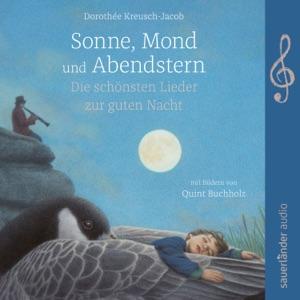 Dorothée Kreusch-Jacob
Sonne, Mond
und Abendstern
Die schönsten Lieder
zur guten Nacht
mit Bildern von
Quint Buchholz
sauerländer audio